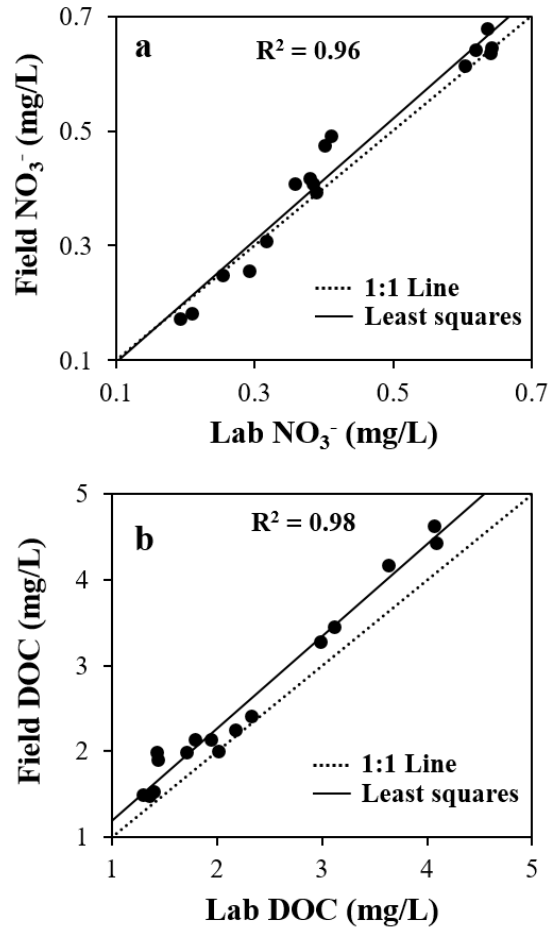 0.7
a
R² = 0.96
0.5
Field NO₃⁻ (mg/L)
0.3
1:1 Line
Least squares
0.1
0.1 0.3 0.5 0.7
Lab NO₃⁻ (mg/L)
5
b
R² = 0.98
4
Field DOC (mg/L)
3
2
1:1 Line
Least squares
1
1 2 3 4 5
Lab DOC (mg/L)